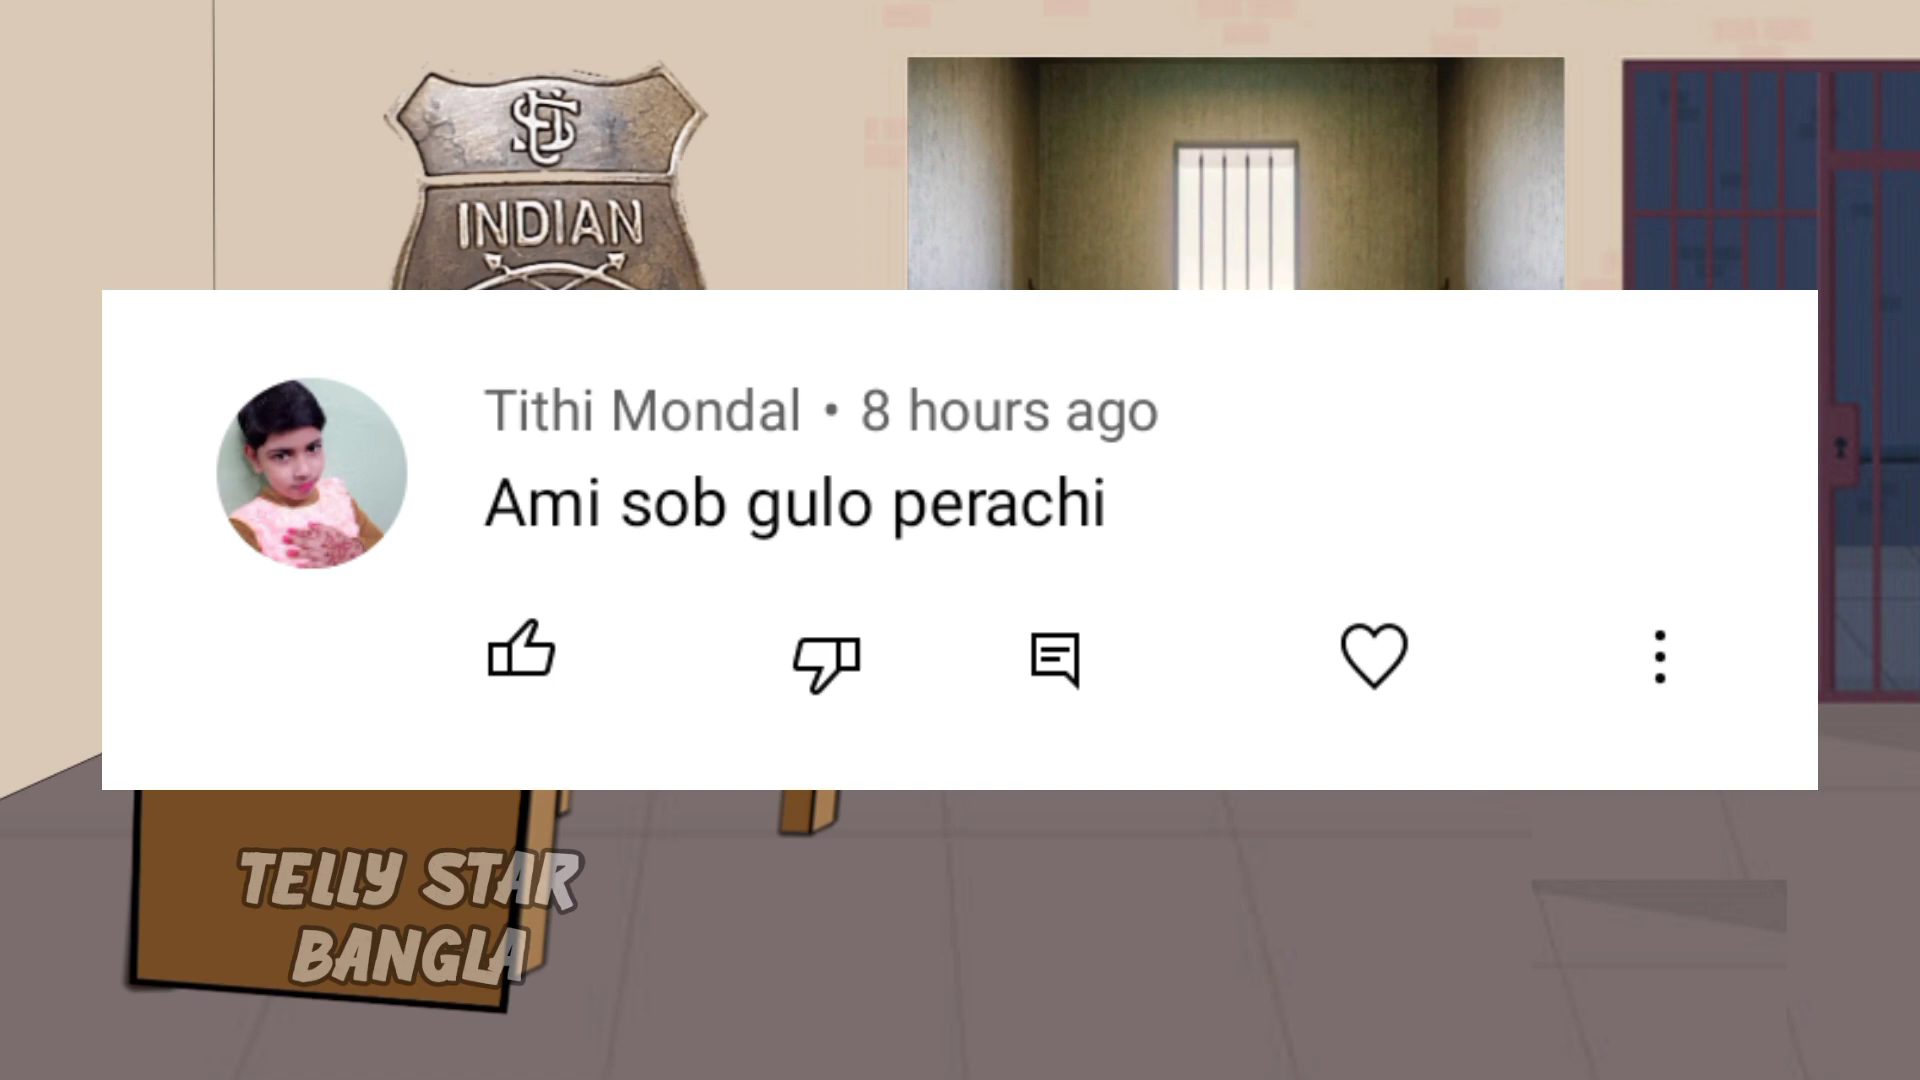 INDIAN
Tithi Mondal • 8 hours ago
Ami sob gulo perachi
TELLY STAR
BANGLA